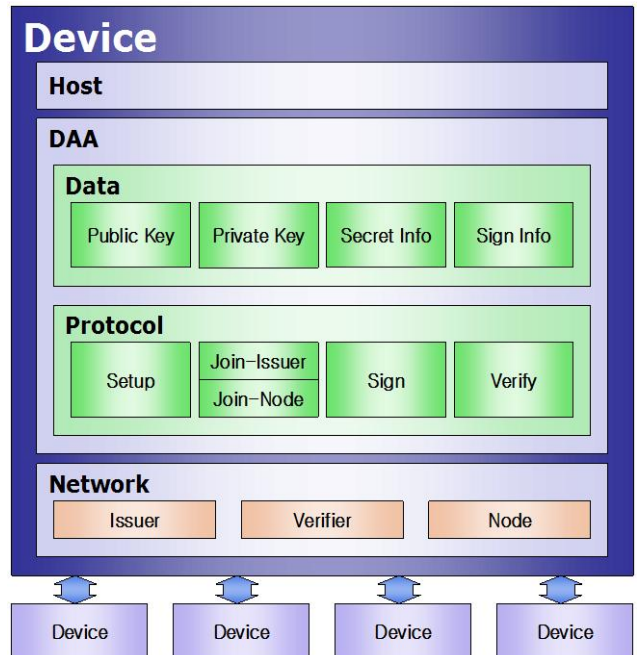 Device
Host
DAA
Data
Public Key
Private Key
Secret Info
Sign Info
Protocol
Setup
Join-Issuer
Join-Node
Sign
Verify
Network
Issuer
Verifier
Node
Device
Device
Device
Device